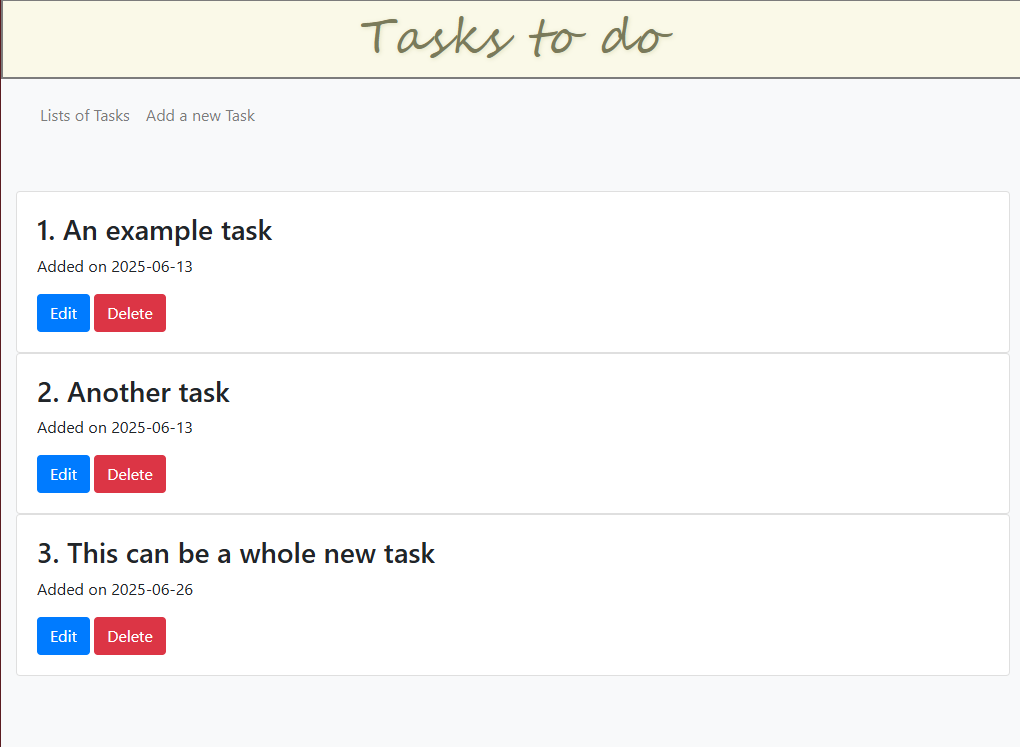 Tasks to do
Lists of Tasks Add a new Task
1. An example task
Added on 2025-06-13
Edit Delete
2. Another task
Added on 2025-06-13
Edit Delete
3. This can be a whole new task
Added on 2025-06-26
Edit Delete